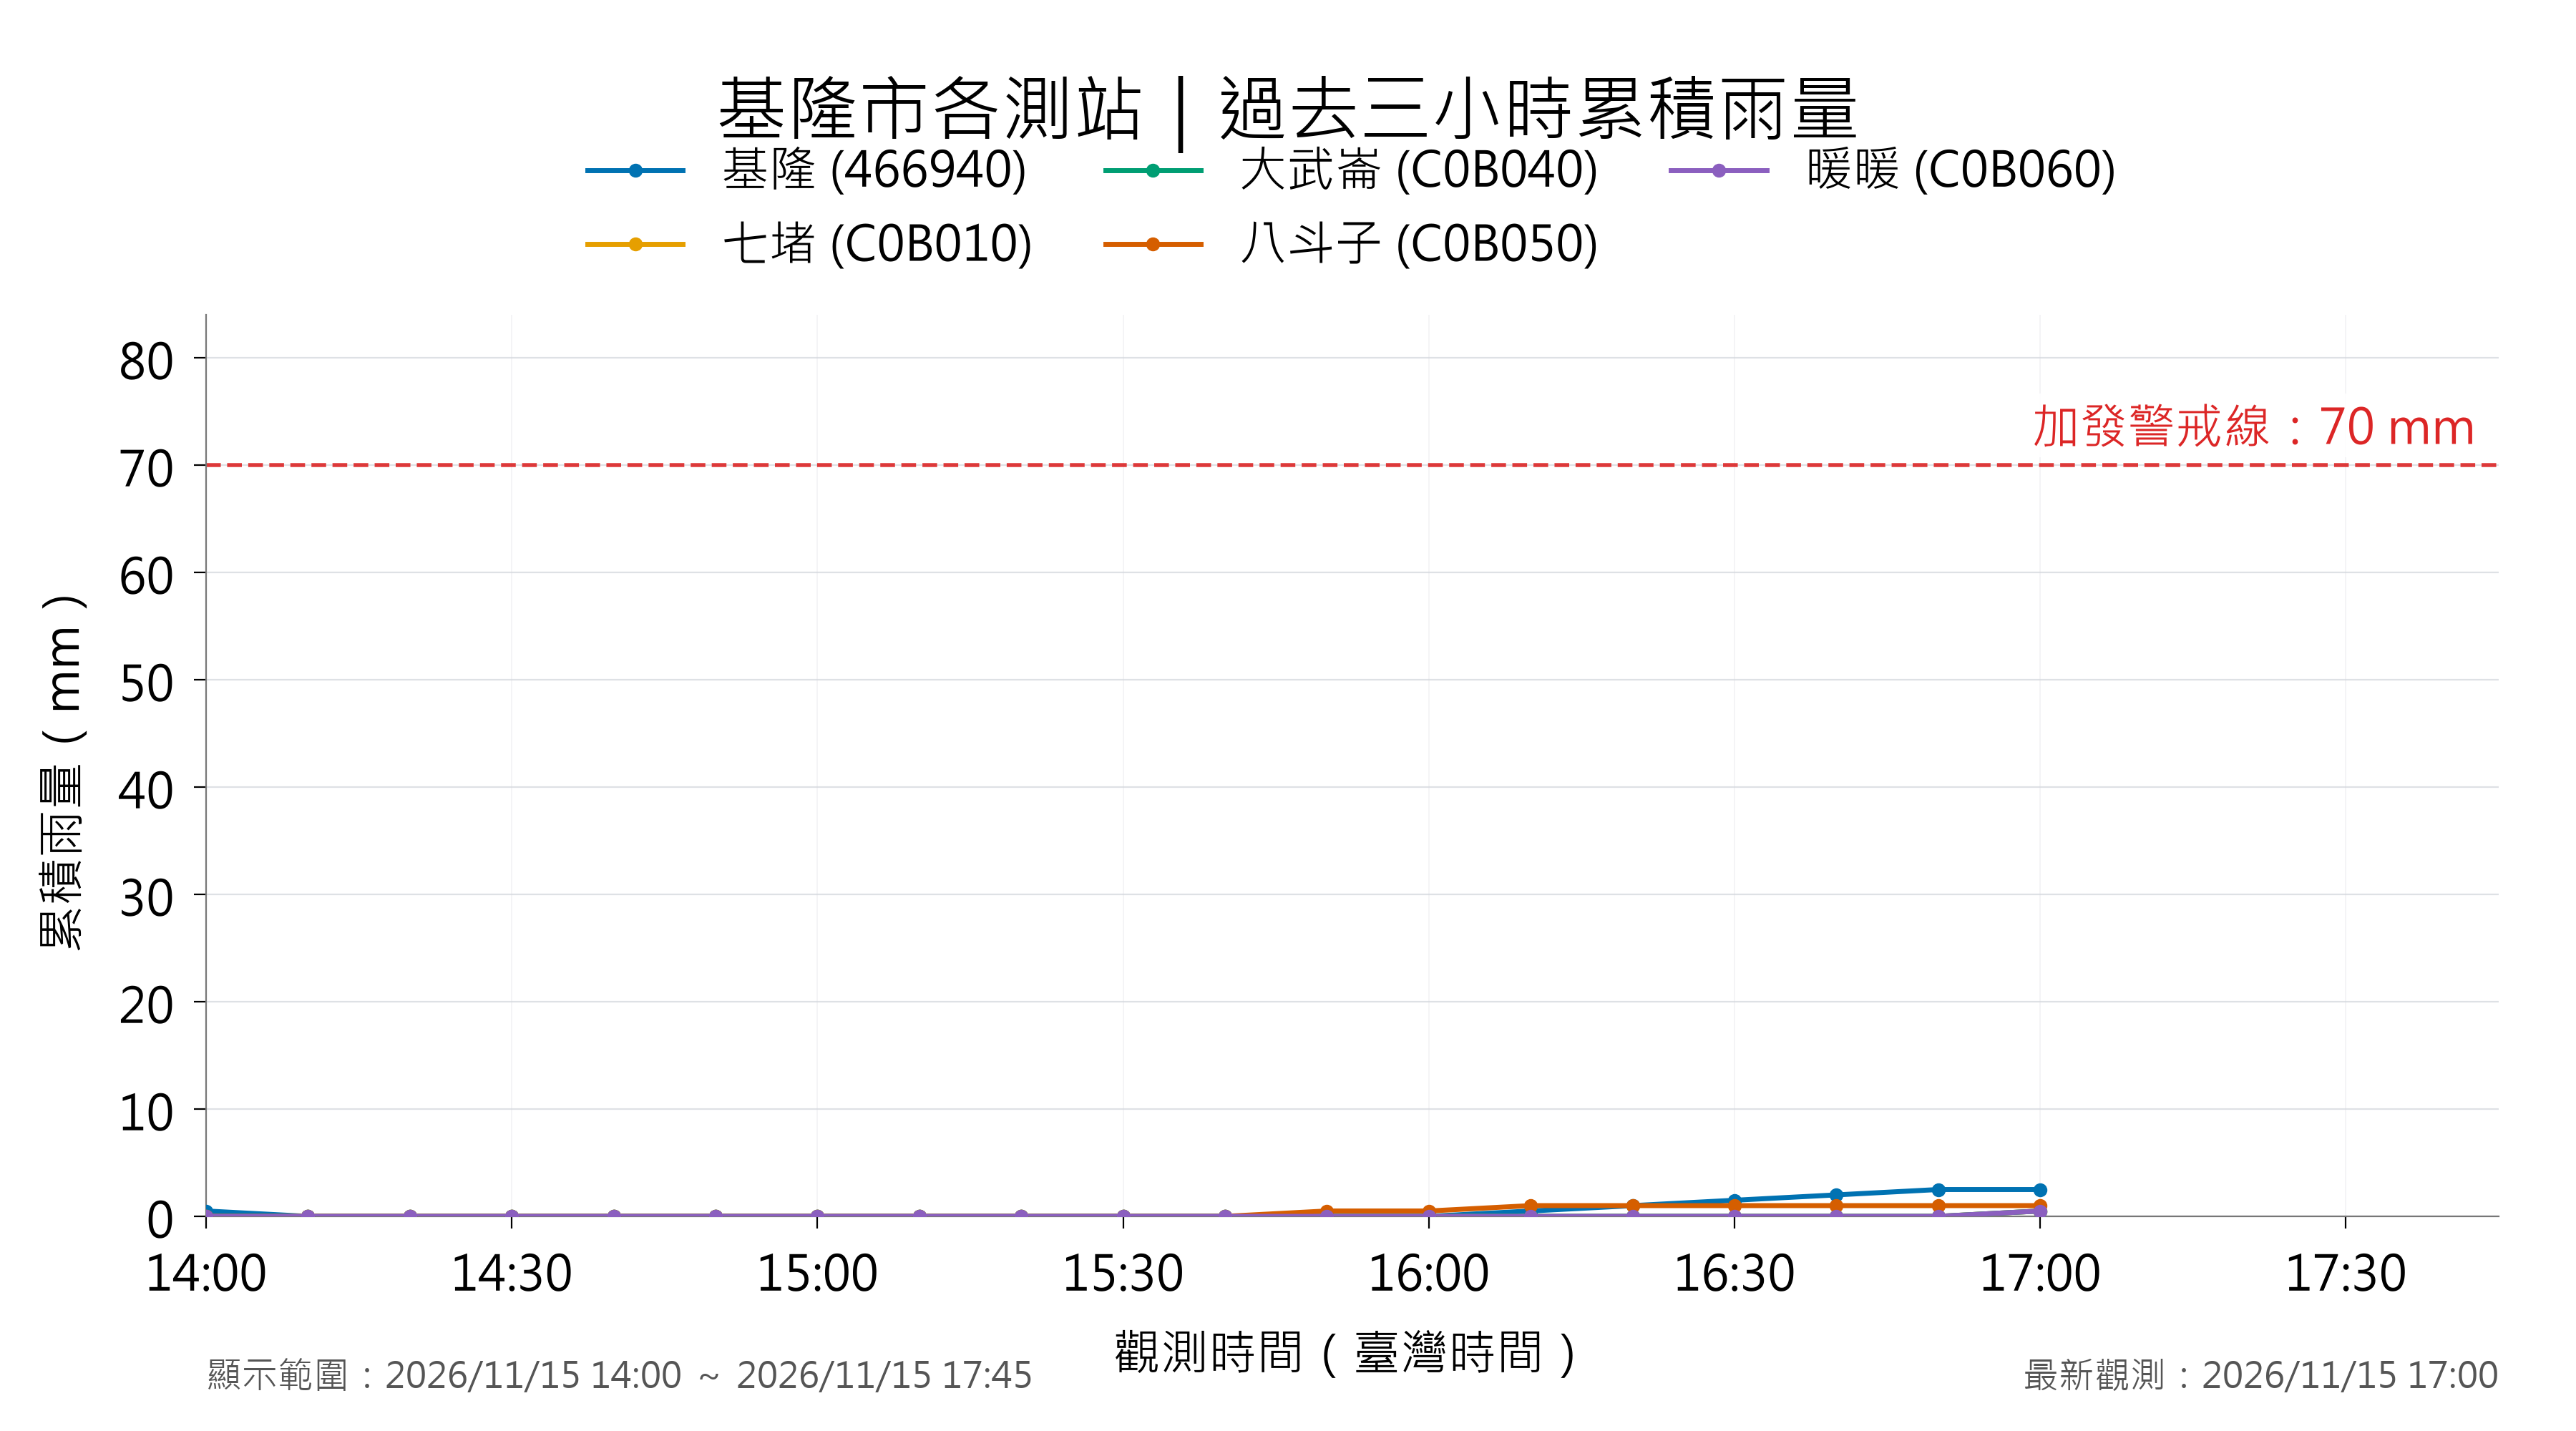 基隆市各測站｜過去三小時累積雨量
基隆 (466940)
大武崙 (C0B040)
暖暖 (C0B060)
七堵 (C0B010)
八斗子 (C0B050)
加發警戒線：70 mm
累積雨量（mm）
80
70
60
50
40
30
20
10
0
14:00
14:30
15:00
15:30
16:00
16:30
17:00
17:30
觀測時間（臺灣時間）
顯示範圍：2026/11/15 14:00 ~ 2026/11/15 17:45
最新觀測：2026/11/15 17:00